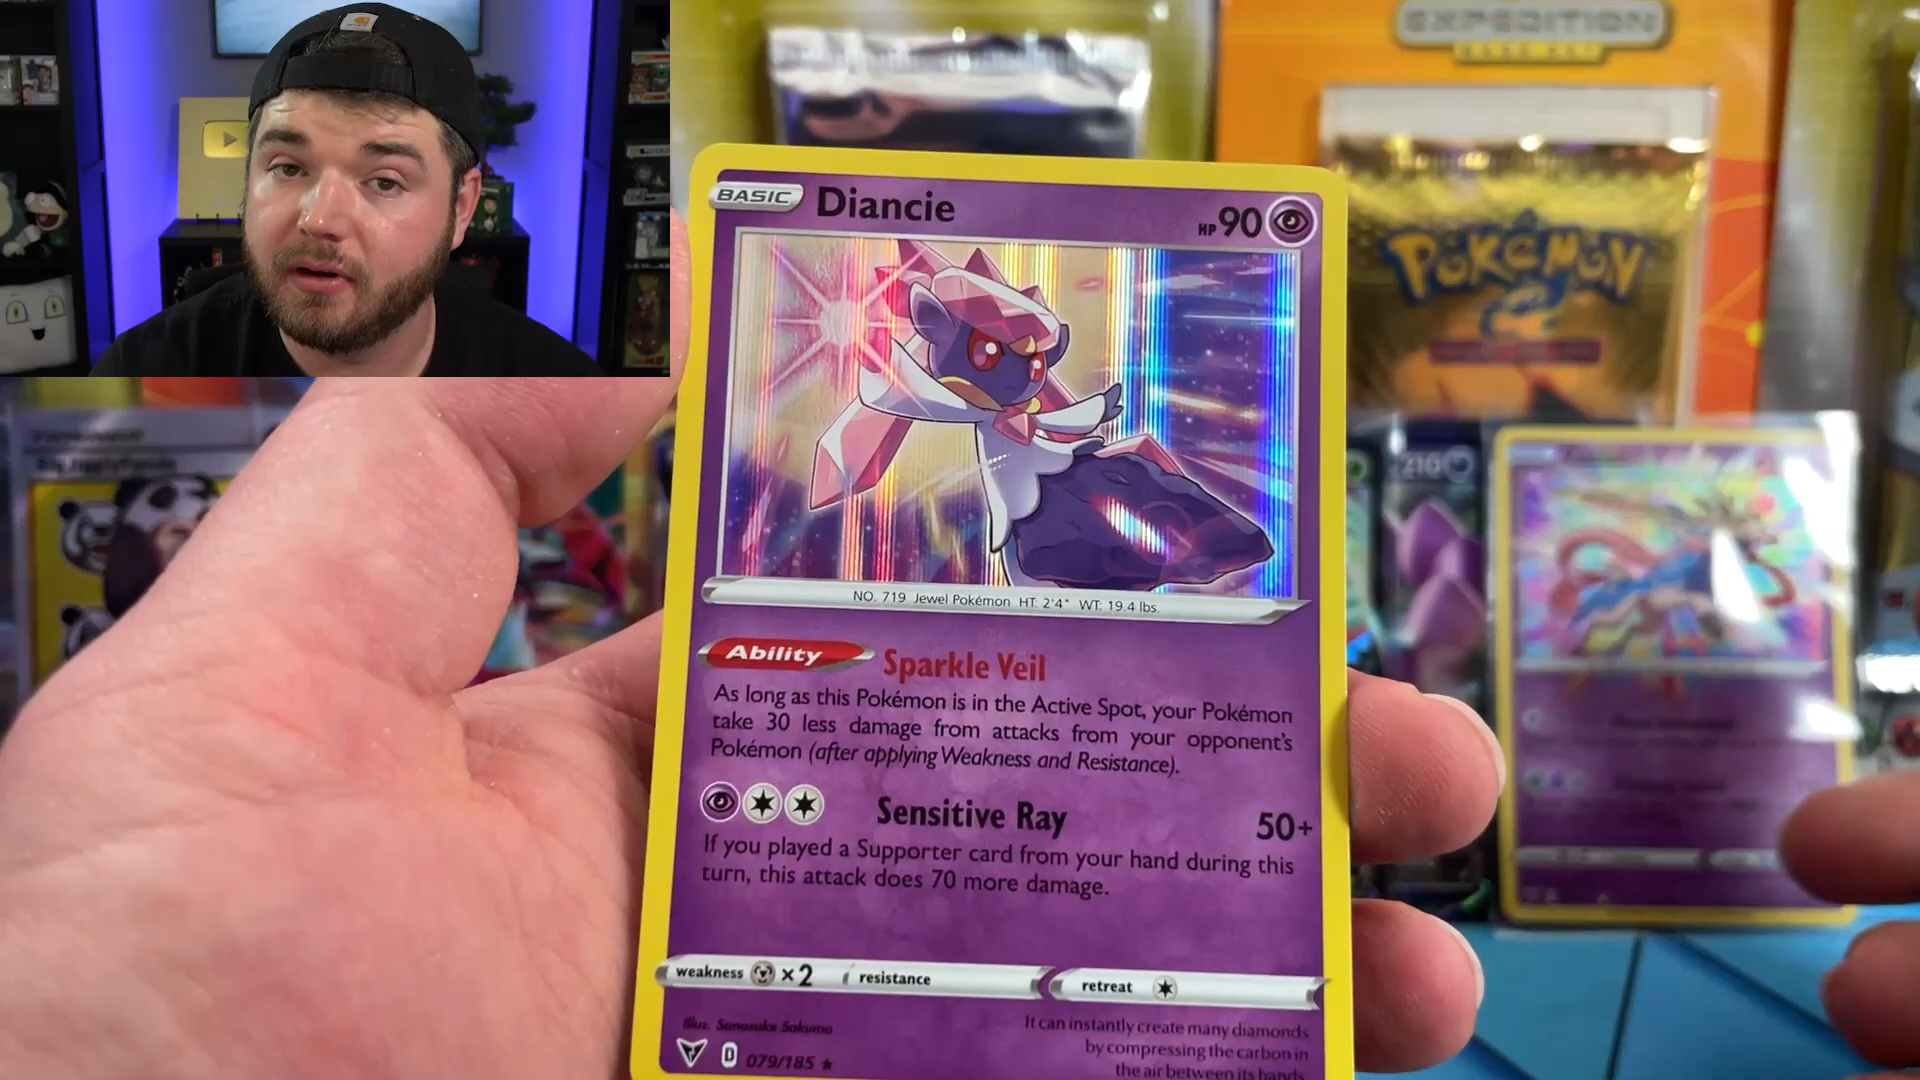 EXPEDITION
BASE SET
POKéMON
BASIC Diancie HP 90
NO. 719 Jewel Pokémon HT: 2'4" WT: 19.4 lbs.
Ability Sparkle Veil
As long as this Pokémon is in the Active Spot, your Pokémon
take 30 less damage from attacks from your opponent's
Pokémon (after applying Weakness and Resistance).
Sensitive Ray 50+
If you played a Supporter card from your hand during this
turn, this attack does 70 more damage.
weakness ×2 resistance retreat
Illus. Sanosuke Sakuma
D 079/185
It can instantly create many diamonds
by compressing the carbon in
the air between its hands.
210